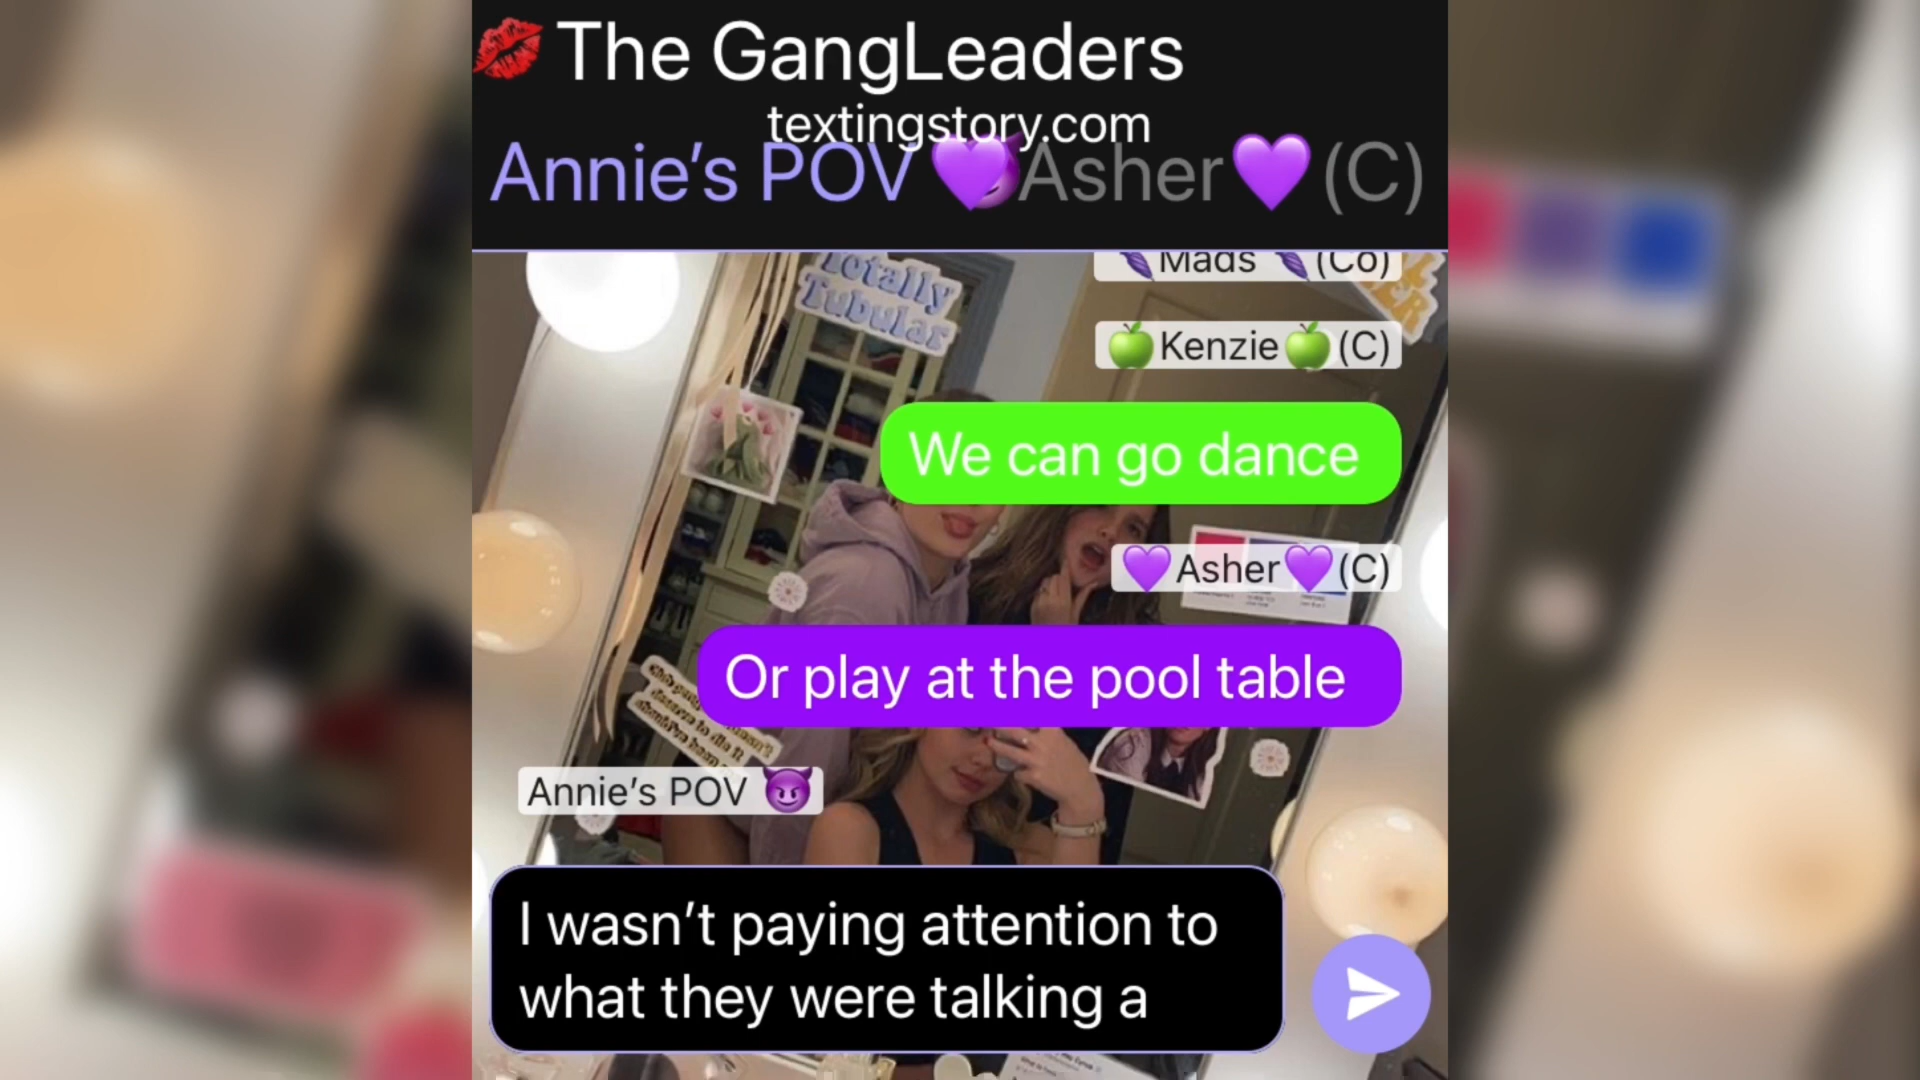 💋The GangLeaders
textingstory.com
Annie's POV 💜Asher💜(C)
Totally
Tubular
Mads (Co)
🍏Kenzie🍏(C)
We can go dance
💜Asher💜(C)
Or play at the pool table
Annie's POV 😈
I wasn't paying attention to
what they were talking a